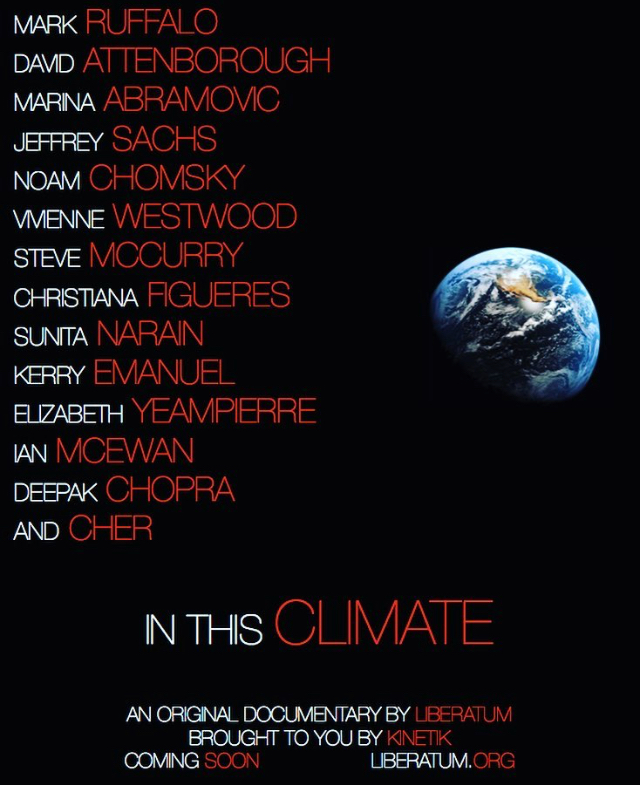 MARK RUFFALO
DAVID ATTENBOROUGH
MARINA ABRAMOVIC
JEFFREY SACHS
NOAM CHOMSKY
VIVIENNE WESTWOOD
STEVE MCCURRY
CHRISTIANA FIGUERES
SUNITA NARAIN
KERRY EMANUEL
ELIZABETH YEAMPIERRE
IAN MCEWAN
DEEPAK CHOPRA
AND CHER
IN THIS CLIMATE
AN ORIGINAL DOCUMENTARY BY LIBERATUM
BROUGHT TO YOU BY KINETIK
COMING SOON LIBERATUM.ORG